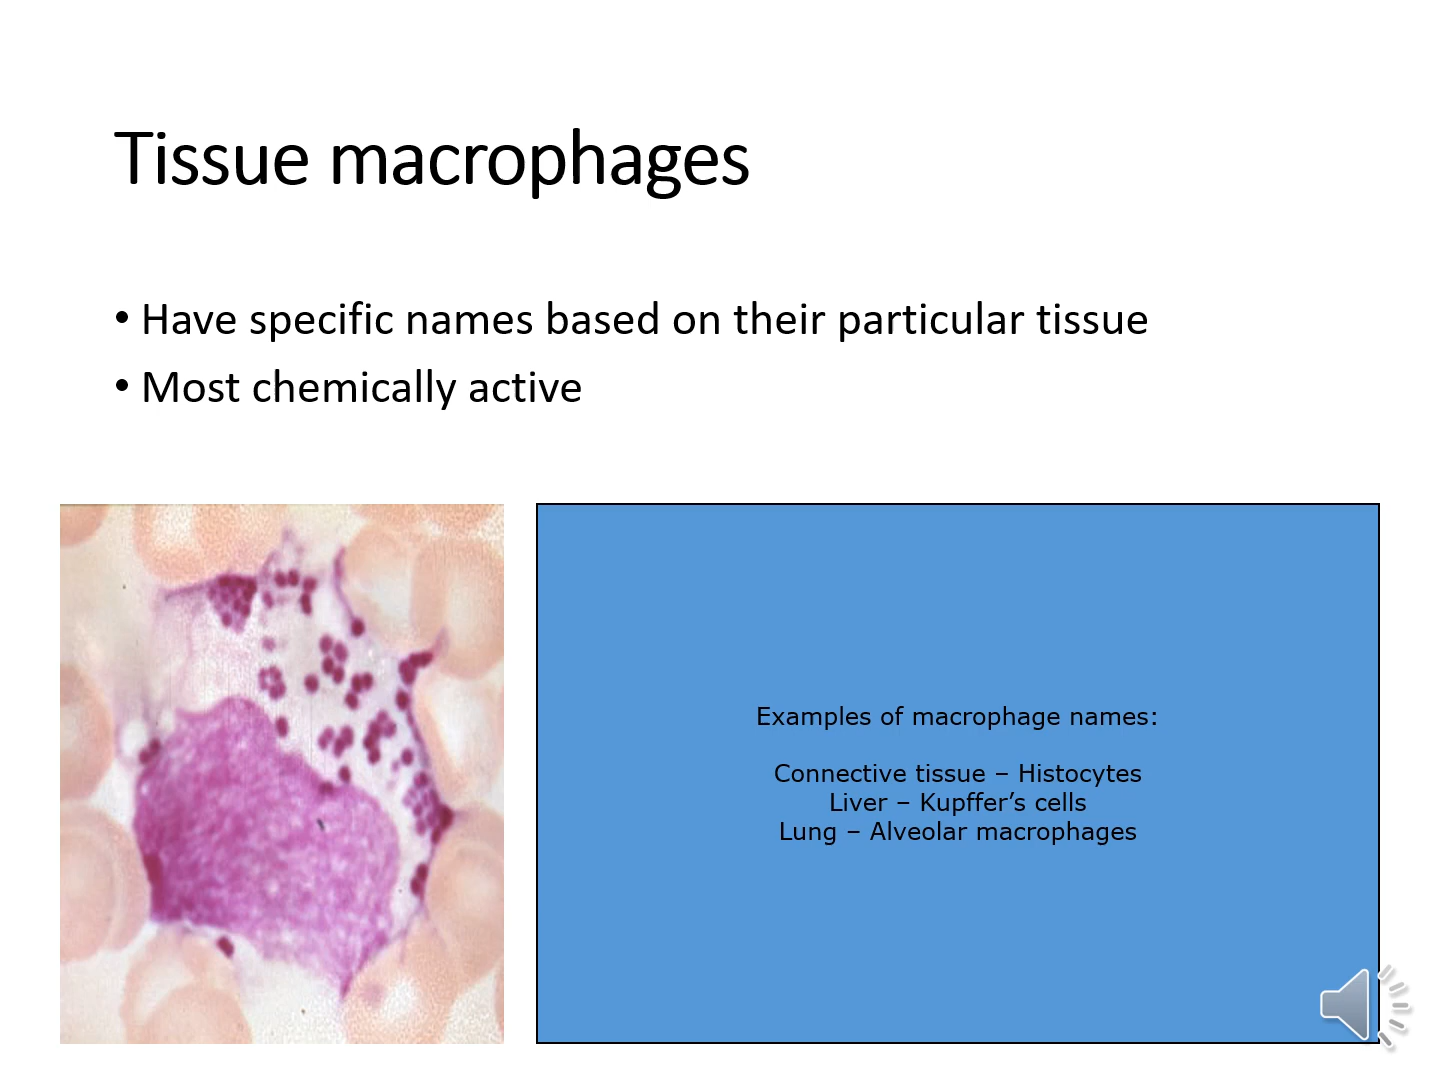 Tissue macrophages
• Have specific names based on their particular tissue
• Most chemically active
Examples of macrophage names:
Connective tissue – Histocytes
Liver – Kupffer’s cells
Lung – Alveolar macrophages